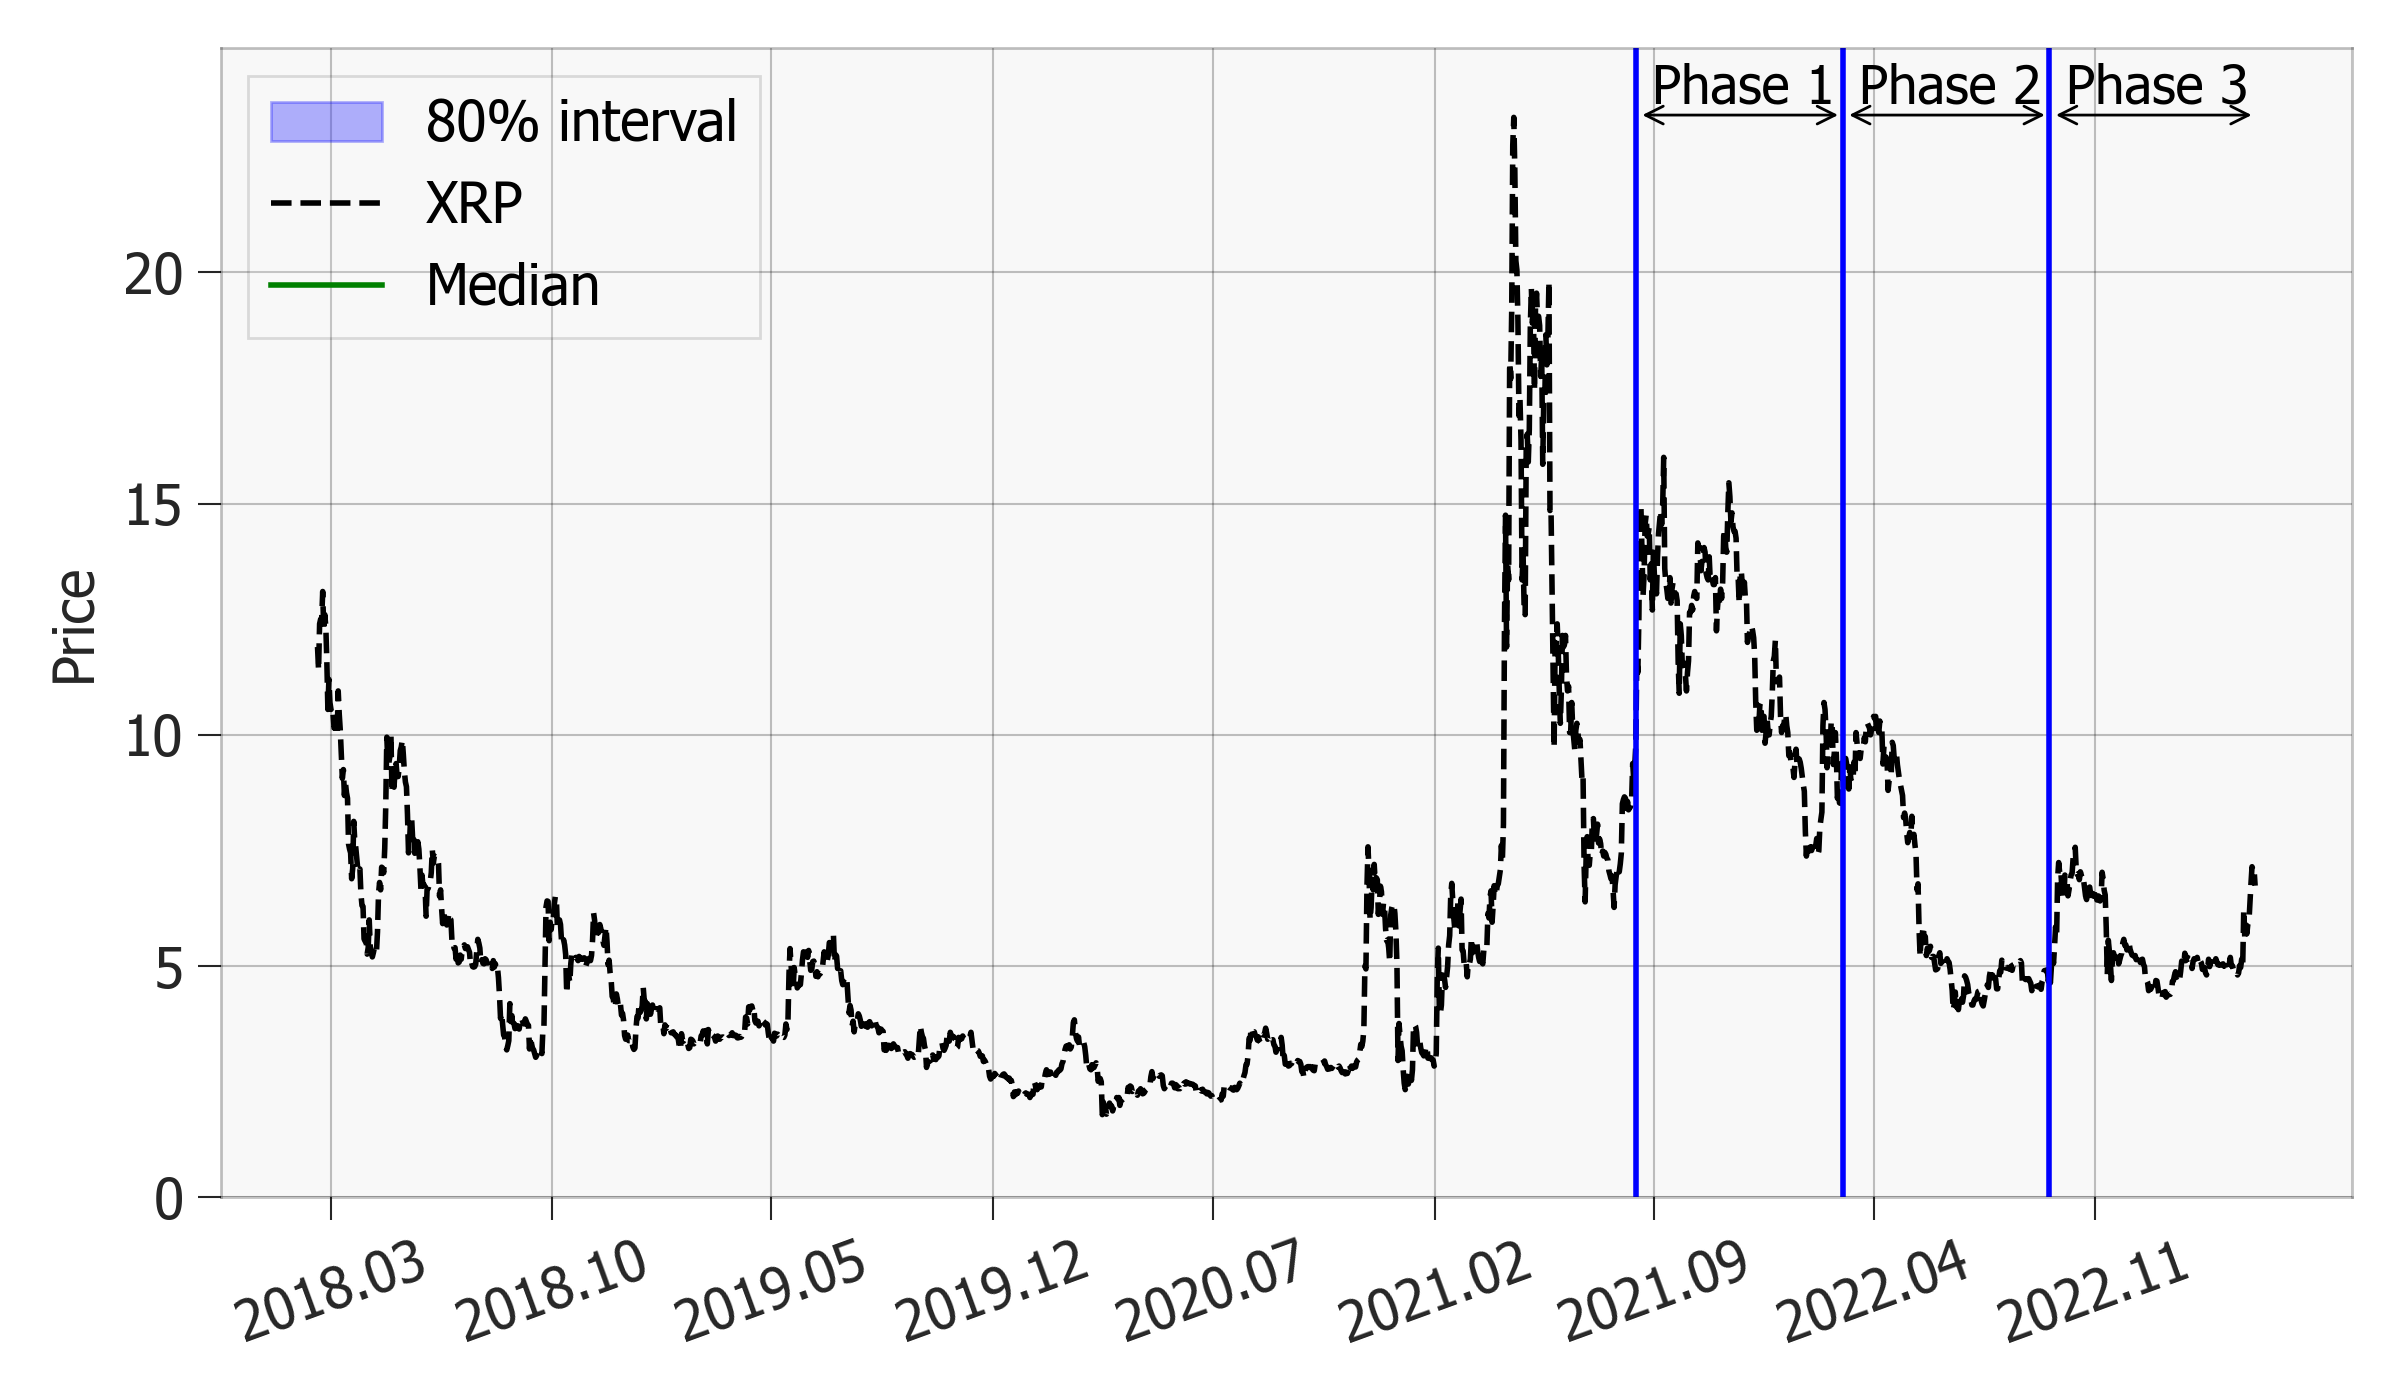 Phase 1
Phase 2
Phase 3
80% interval
XRP
Median
Price
20
15
10
5
0
2018.03
2018.10
2019.05
2019.12
2020.07
2021.02
2021.09
2022.04
2022.11